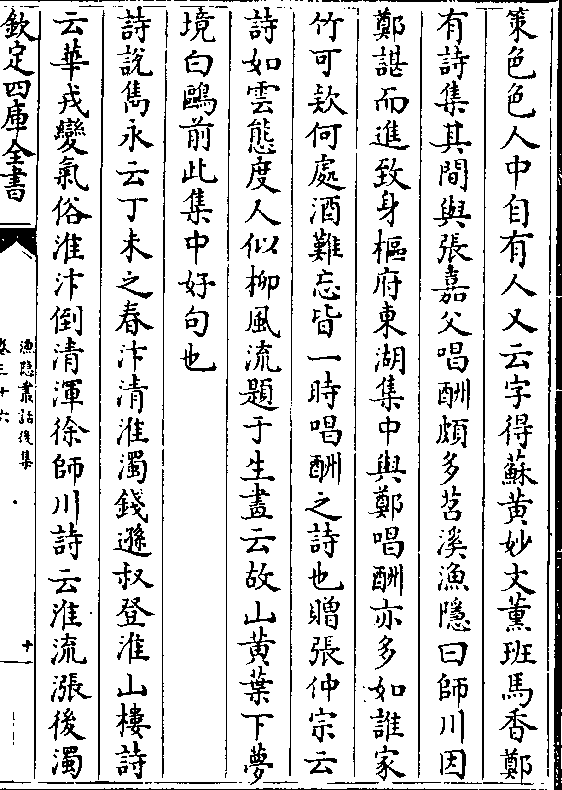 策色色人中自有人又云字得蘇黄妙文薫班馬香鄭
有詩集其間與張嘉父唱酬頗多苕溪漁隱曰師川因
鄭諶而進致身樞府東湖集中與鄭唱酬亦多如誰家
竹可欵何處酒難忘皆一時唱酬之詩也贈張仲宗云
詩如雲態度人似柳風流題于生畫云故山黄葉下夢
境白鷗前此集中好句也
詩說雋永云丁未之春汴清淮濁錢遜叔登淮山樓詩
云華戎變氣俗淮汴倒清渾徐師川詩云淮流漲後濁
欽定四庫全書
漁隱叢話後集
卷三十六
十